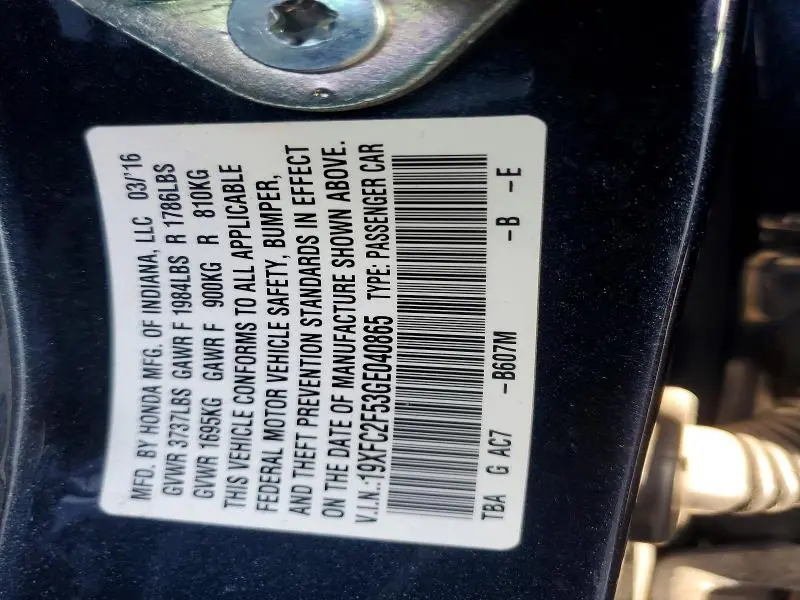 MFD. BY HONDA MFG. OF INDIANA, LLC 03/'16
GVWR 3737LBS GAWR F 1984LBS R 1786LBS
GVWR 1695KG GAWR F 900KG R 810KG
THIS VEHICLE CONFORMS TO ALL APPLICABLE
FEDERAL MOTOR VEHICLE SAFETY, BUMPER,
AND THEFT PREVENTION STANDARDS IN EFFECT
ON THE DATE OF MANUFACTURE SHOWN ABOVE.
V.I.N.:19XFC2F53GE040865 TYPE: PASSENGER CAR
TBA G AC7 -B607M -B -E